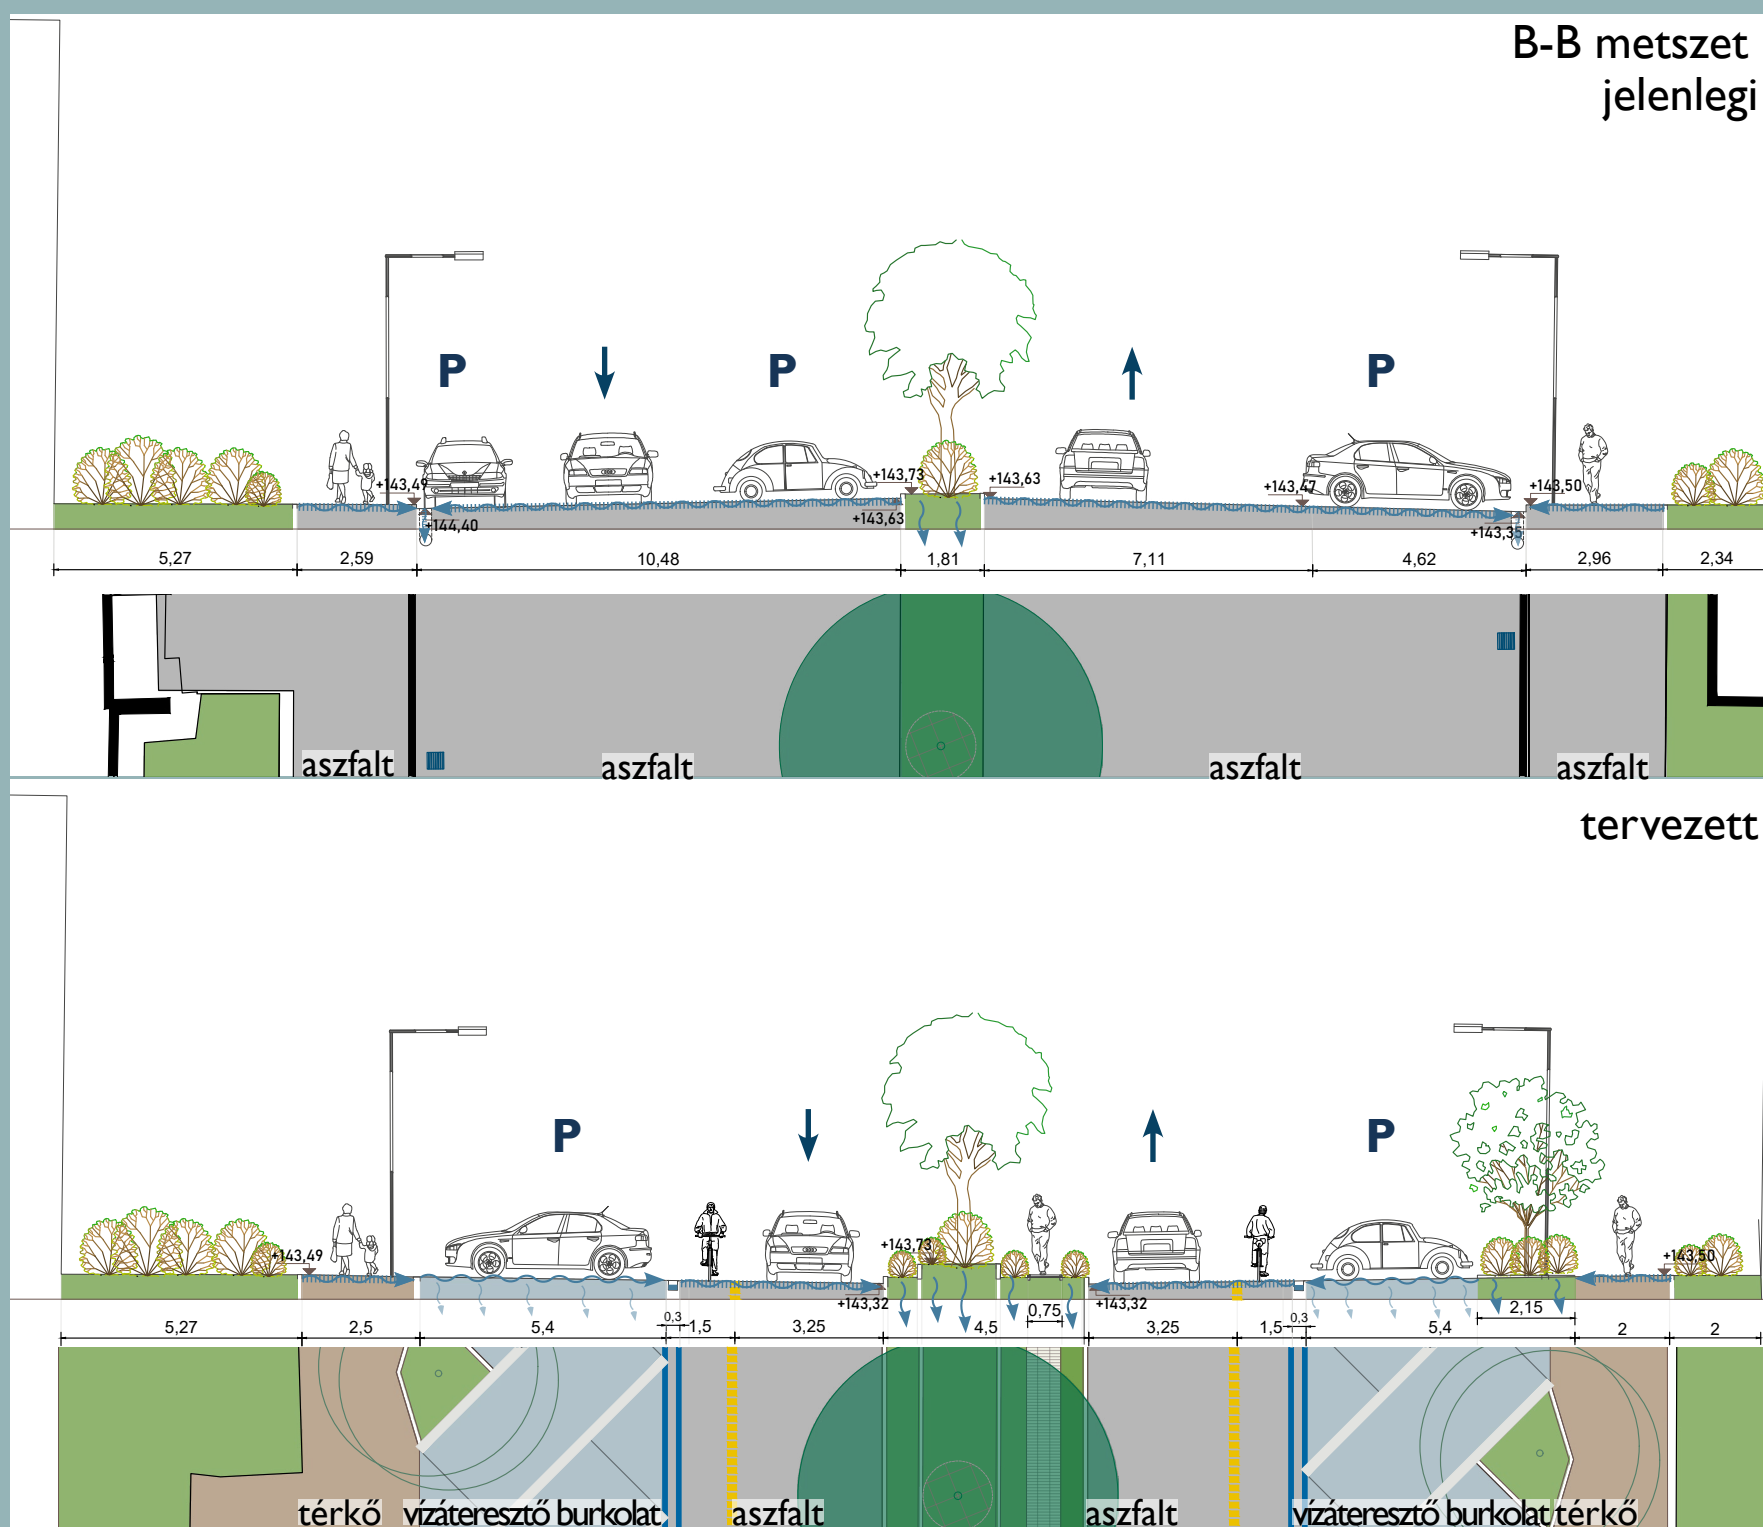 B-B metszet
jelenlegi
P P P
+143,49 +143,73 +143,63 +143,47 +143,50
+144,40 +143,63 +143,35
5,27 2,59 10,48 1,81 7,11 4,62 2,96 2,34
aszfalt aszfalt aszfalt aszfalt
tervezett
P P
+143,49 +143,73 +143,50
+143,32 +143,32
0,75 2,15
0,3 0,3
5,27 2,5 5,4 1,5 3,25 4,5 3,25 1,5 5,4 2 2
térkő vízáteresztő burkolat aszfalt aszfalt vízáteresztő burkolat térkő